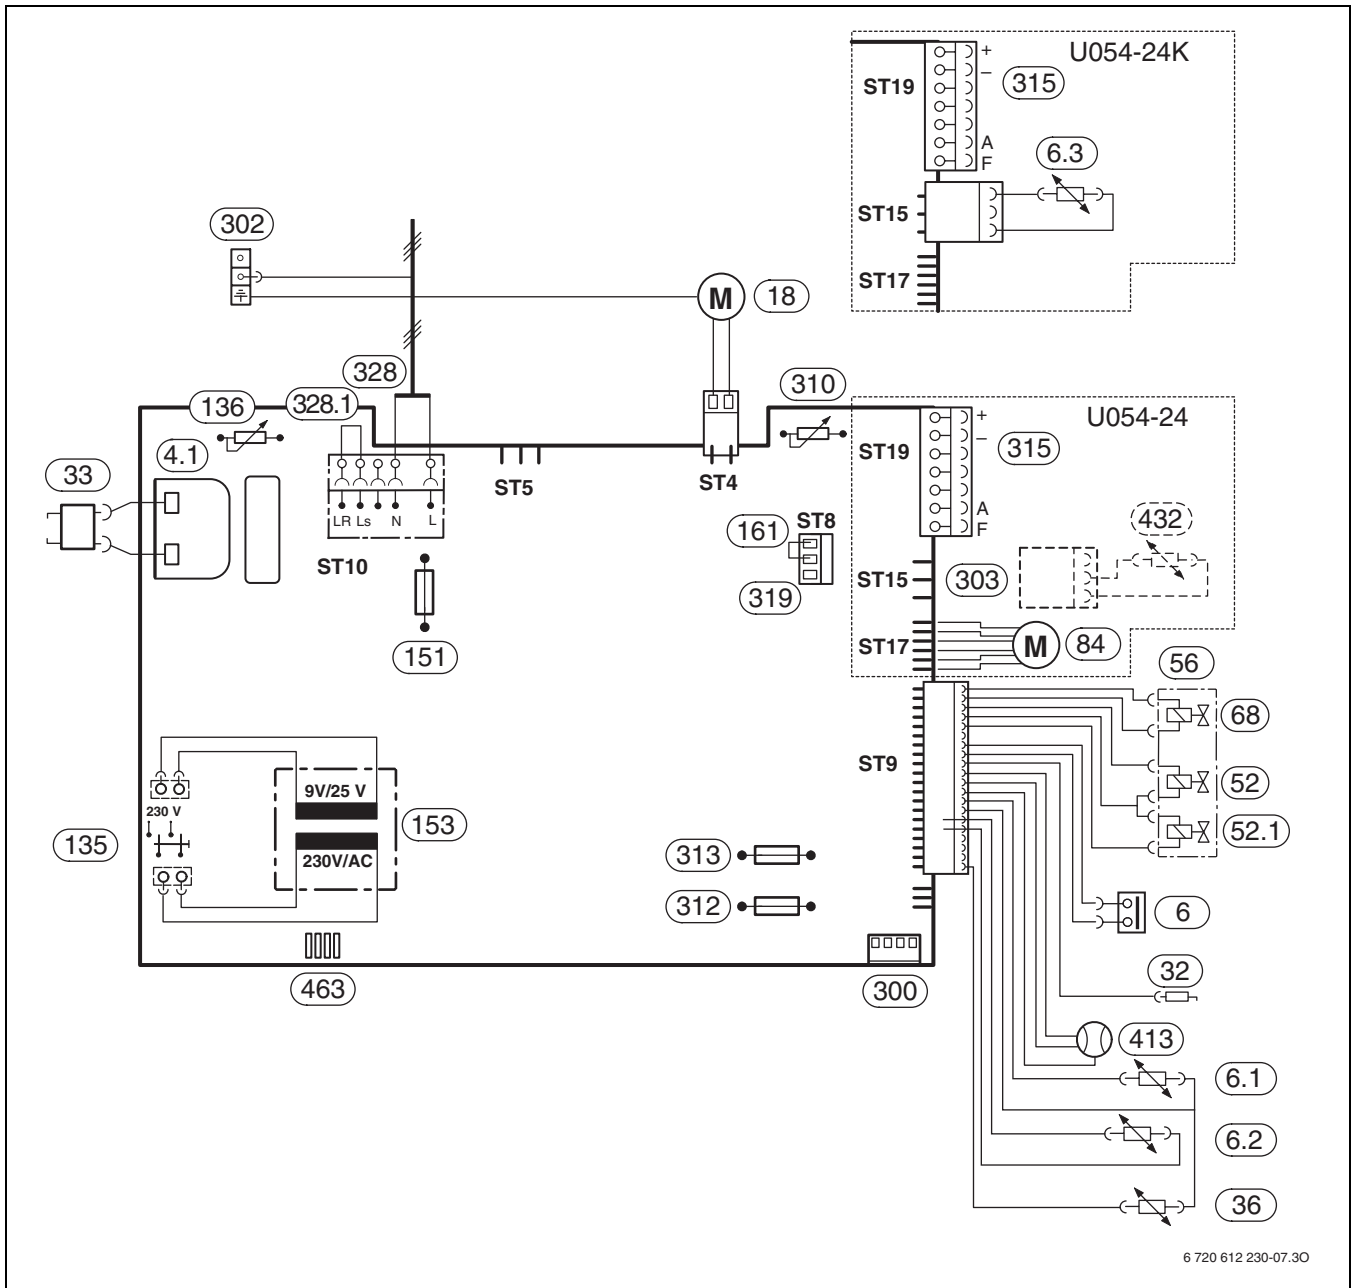 U054-24K
+
–
ST19
315
A
F
6.3
ST15
ST17
302
M
18
328
310
136
328.1
4.1
33
LR
Ls
N
L
ST10
ST5
ST4
151
ST8
161
319
U054-24
+
–
ST19
315
A
F
432
ST15
303
ST17
M
84
56
68
ST9
52
52.1
9V/25 V
230 V
153
135
230V/AC
313
312
6
463
300
32
413
6.1
6.2
36
6 720 612 230-07.3O